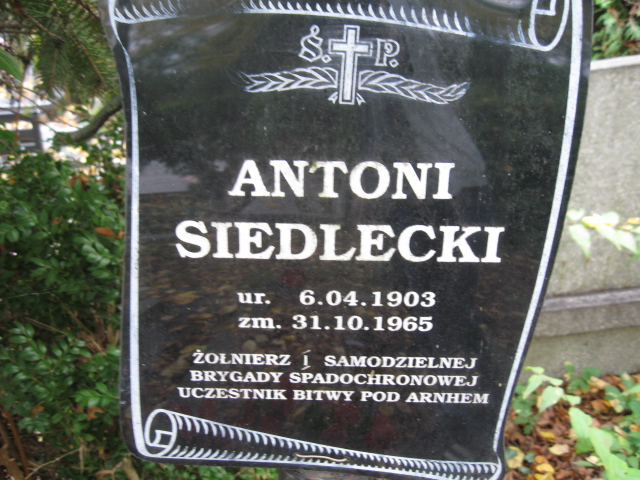 Ś. P.
ANTONI
SIEDLECKI
ur. 6.04.1903
zm. 31.10.1965
ŻOŁNIERZ I SAMODZIELNEJ
BRYGADY SPADOCHRONOWEJ
UCZESTNIK BITWY POD ARNHEM